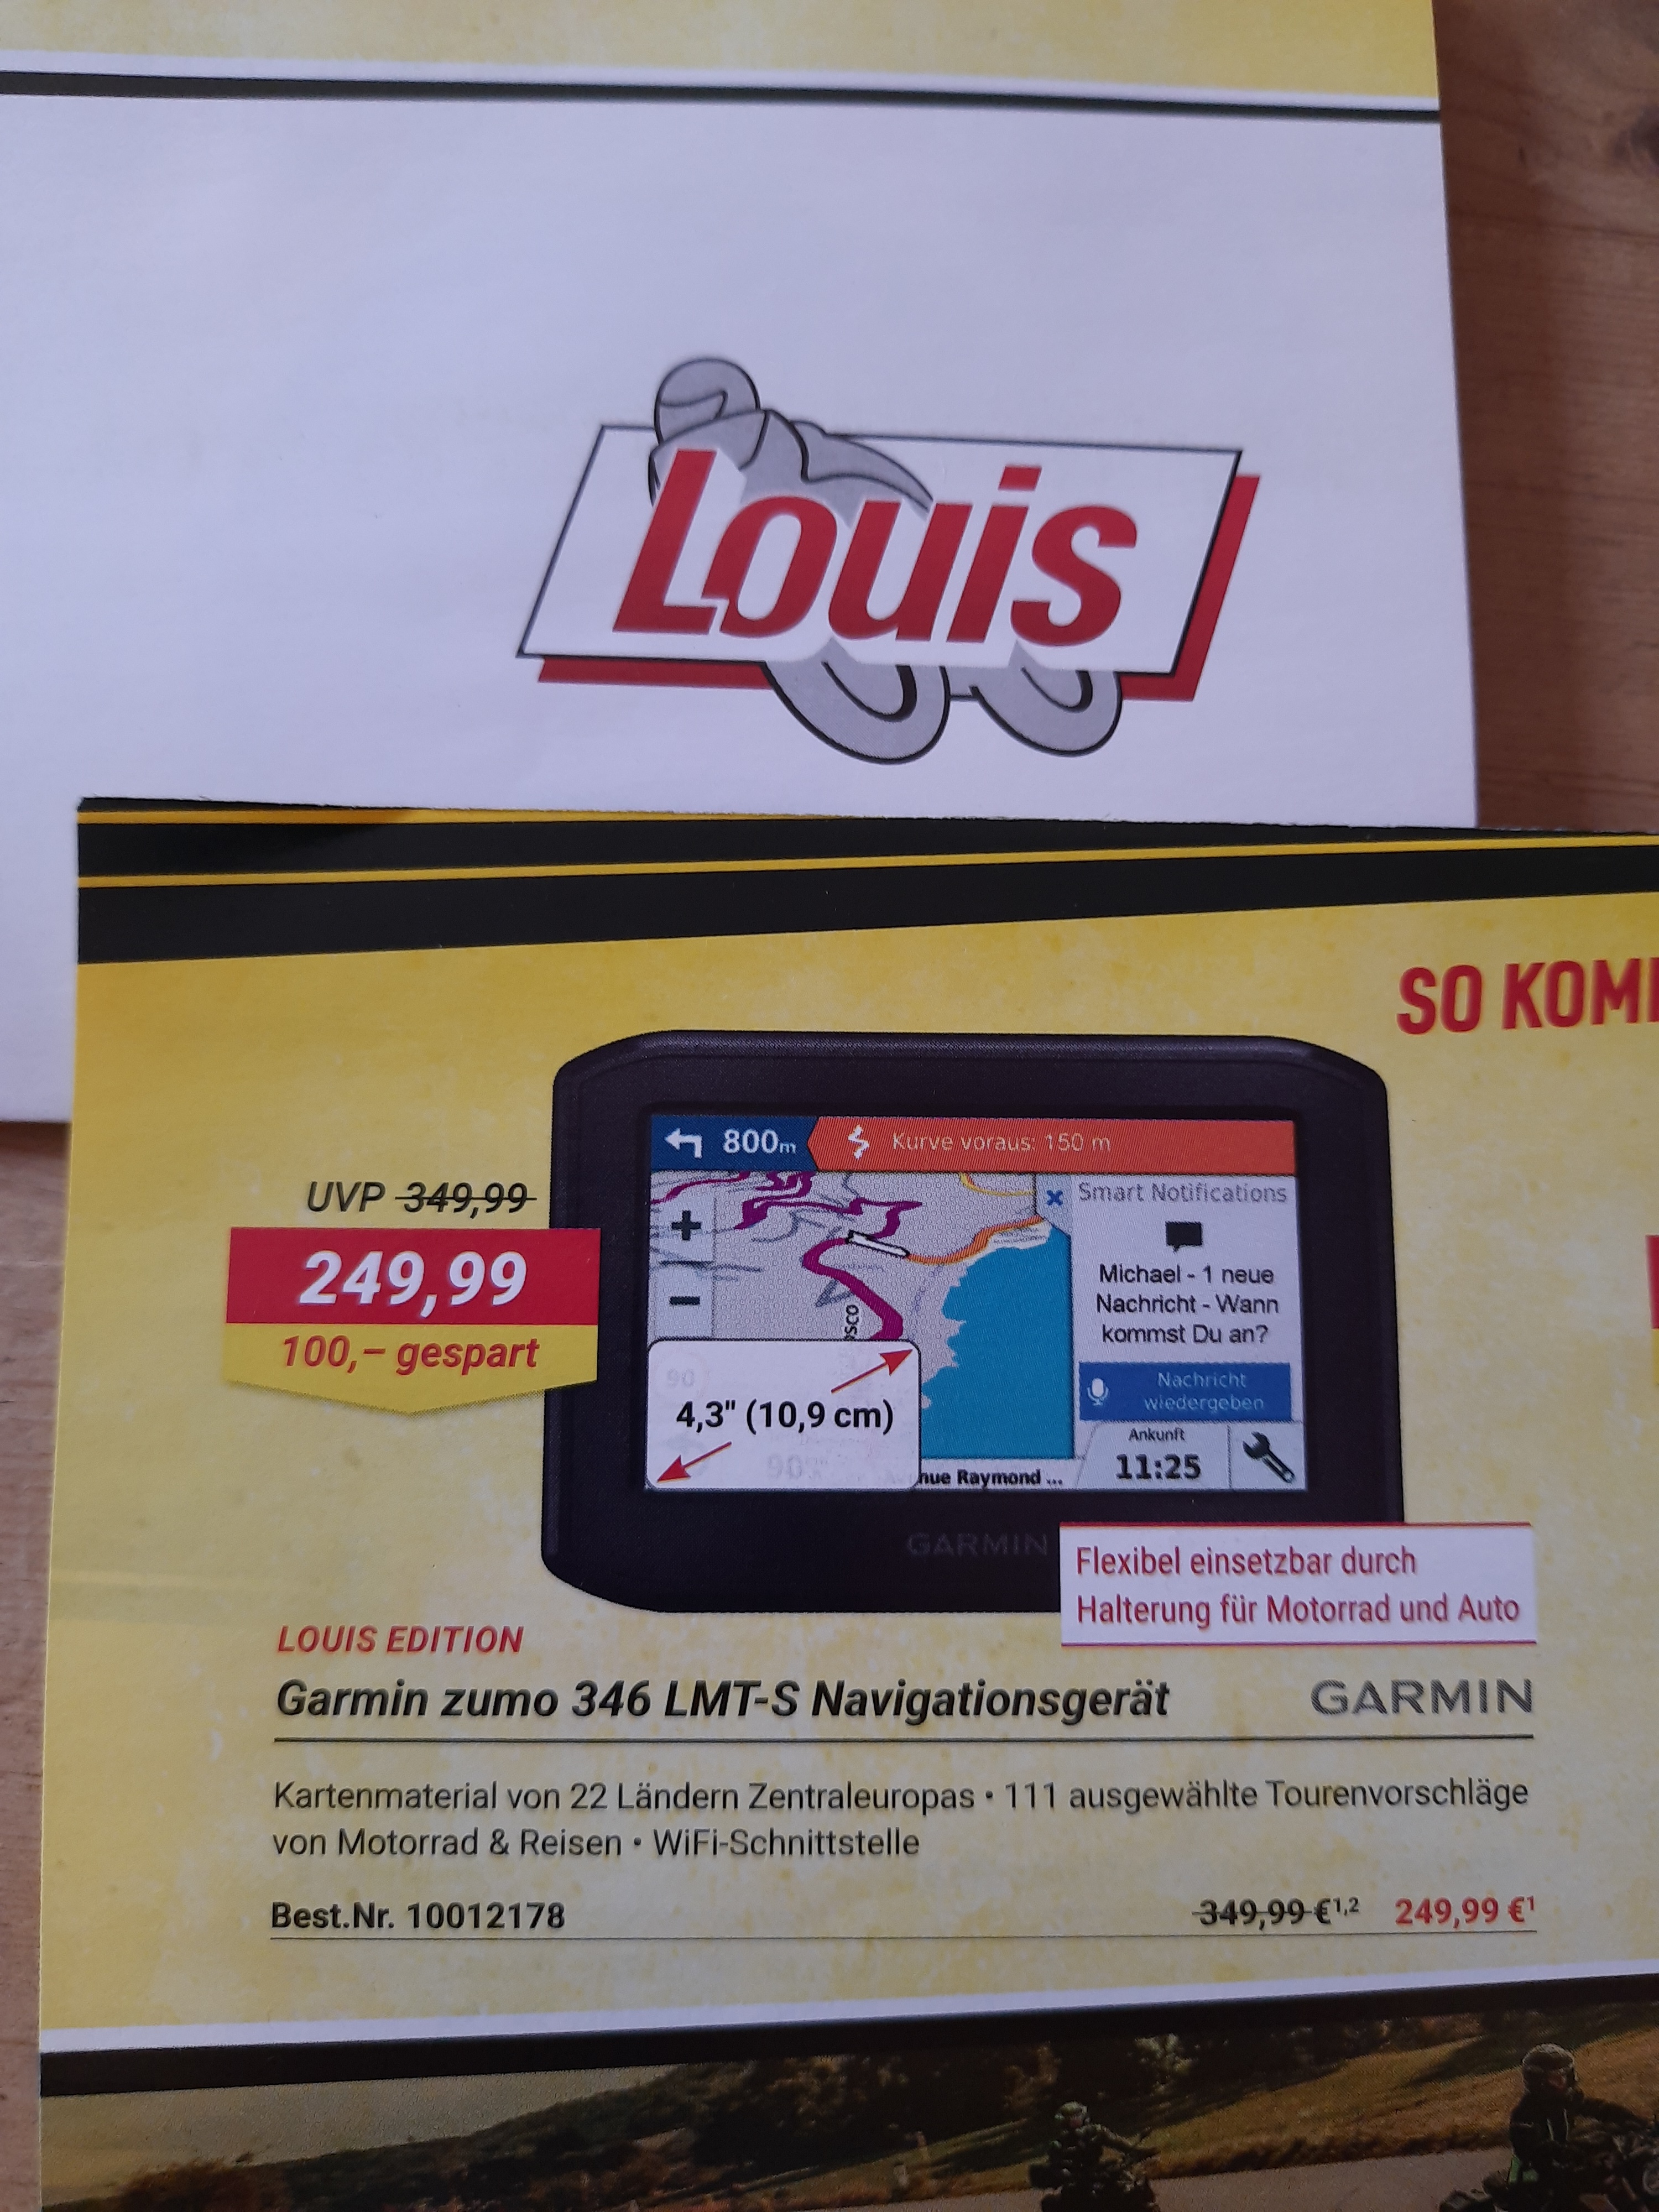 Louis
SO KOM
UVP 349,99
249,99
100,– gespart
800m
Kurve voraus: 150 m
Smart Notifications
Michael - 1 neue
Nachricht - Wann
kommst Du an?
Nachricht
wiedergeben
Ankunft
11:25
90
4,3" (10,9 cm)
nue Raymond ...
GARMIN
Flexibel einsetzbar durch
Halterung für Motorrad und Auto
LOUIS EDITION
Garmin zumo 346 LMT-S Navigationsgerät GARMIN
Kartenmaterial von 22 Ländern Zentraleuropas • 111 ausgewählte Tourenvorschläge
von Motorrad & Reisen • WiFi-Schnittstelle
Best.Nr. 10012178 349,99 €1,2 249,99 €1